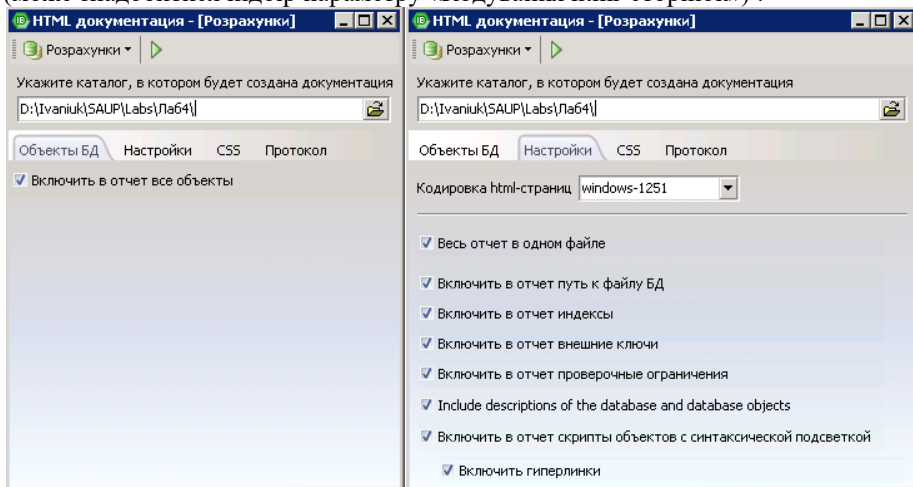 HTML документация - [Розрахунки]
Розрахунки
Укажите каталог, в котором будет создана документация
D:\Ivaniuk\SAUP\Labs\Лаб4\
Объекты БД Настройки CSS Протокол
Включить в отчет все объекты
HTML документация - [Розрахунки]
Розрахунки
Укажите каталог, в котором будет создана документация
D:\Ivaniuk\SAUP\Labs\Лаб4\
Объекты БД Настройки CSS Протокол
Кодировка html-страниц windows-1251
Весь отчет в одном файле
Включить в отчет путь к файлу БД
Включить в отчет индексы
Включить в отчет внешние ключи
Включить в отчет проверочные ограничения
Include descriptions of the database and database objects
Включить в отчет скрипты объектов с синтаксической подсветкой
Включить гиперлинки